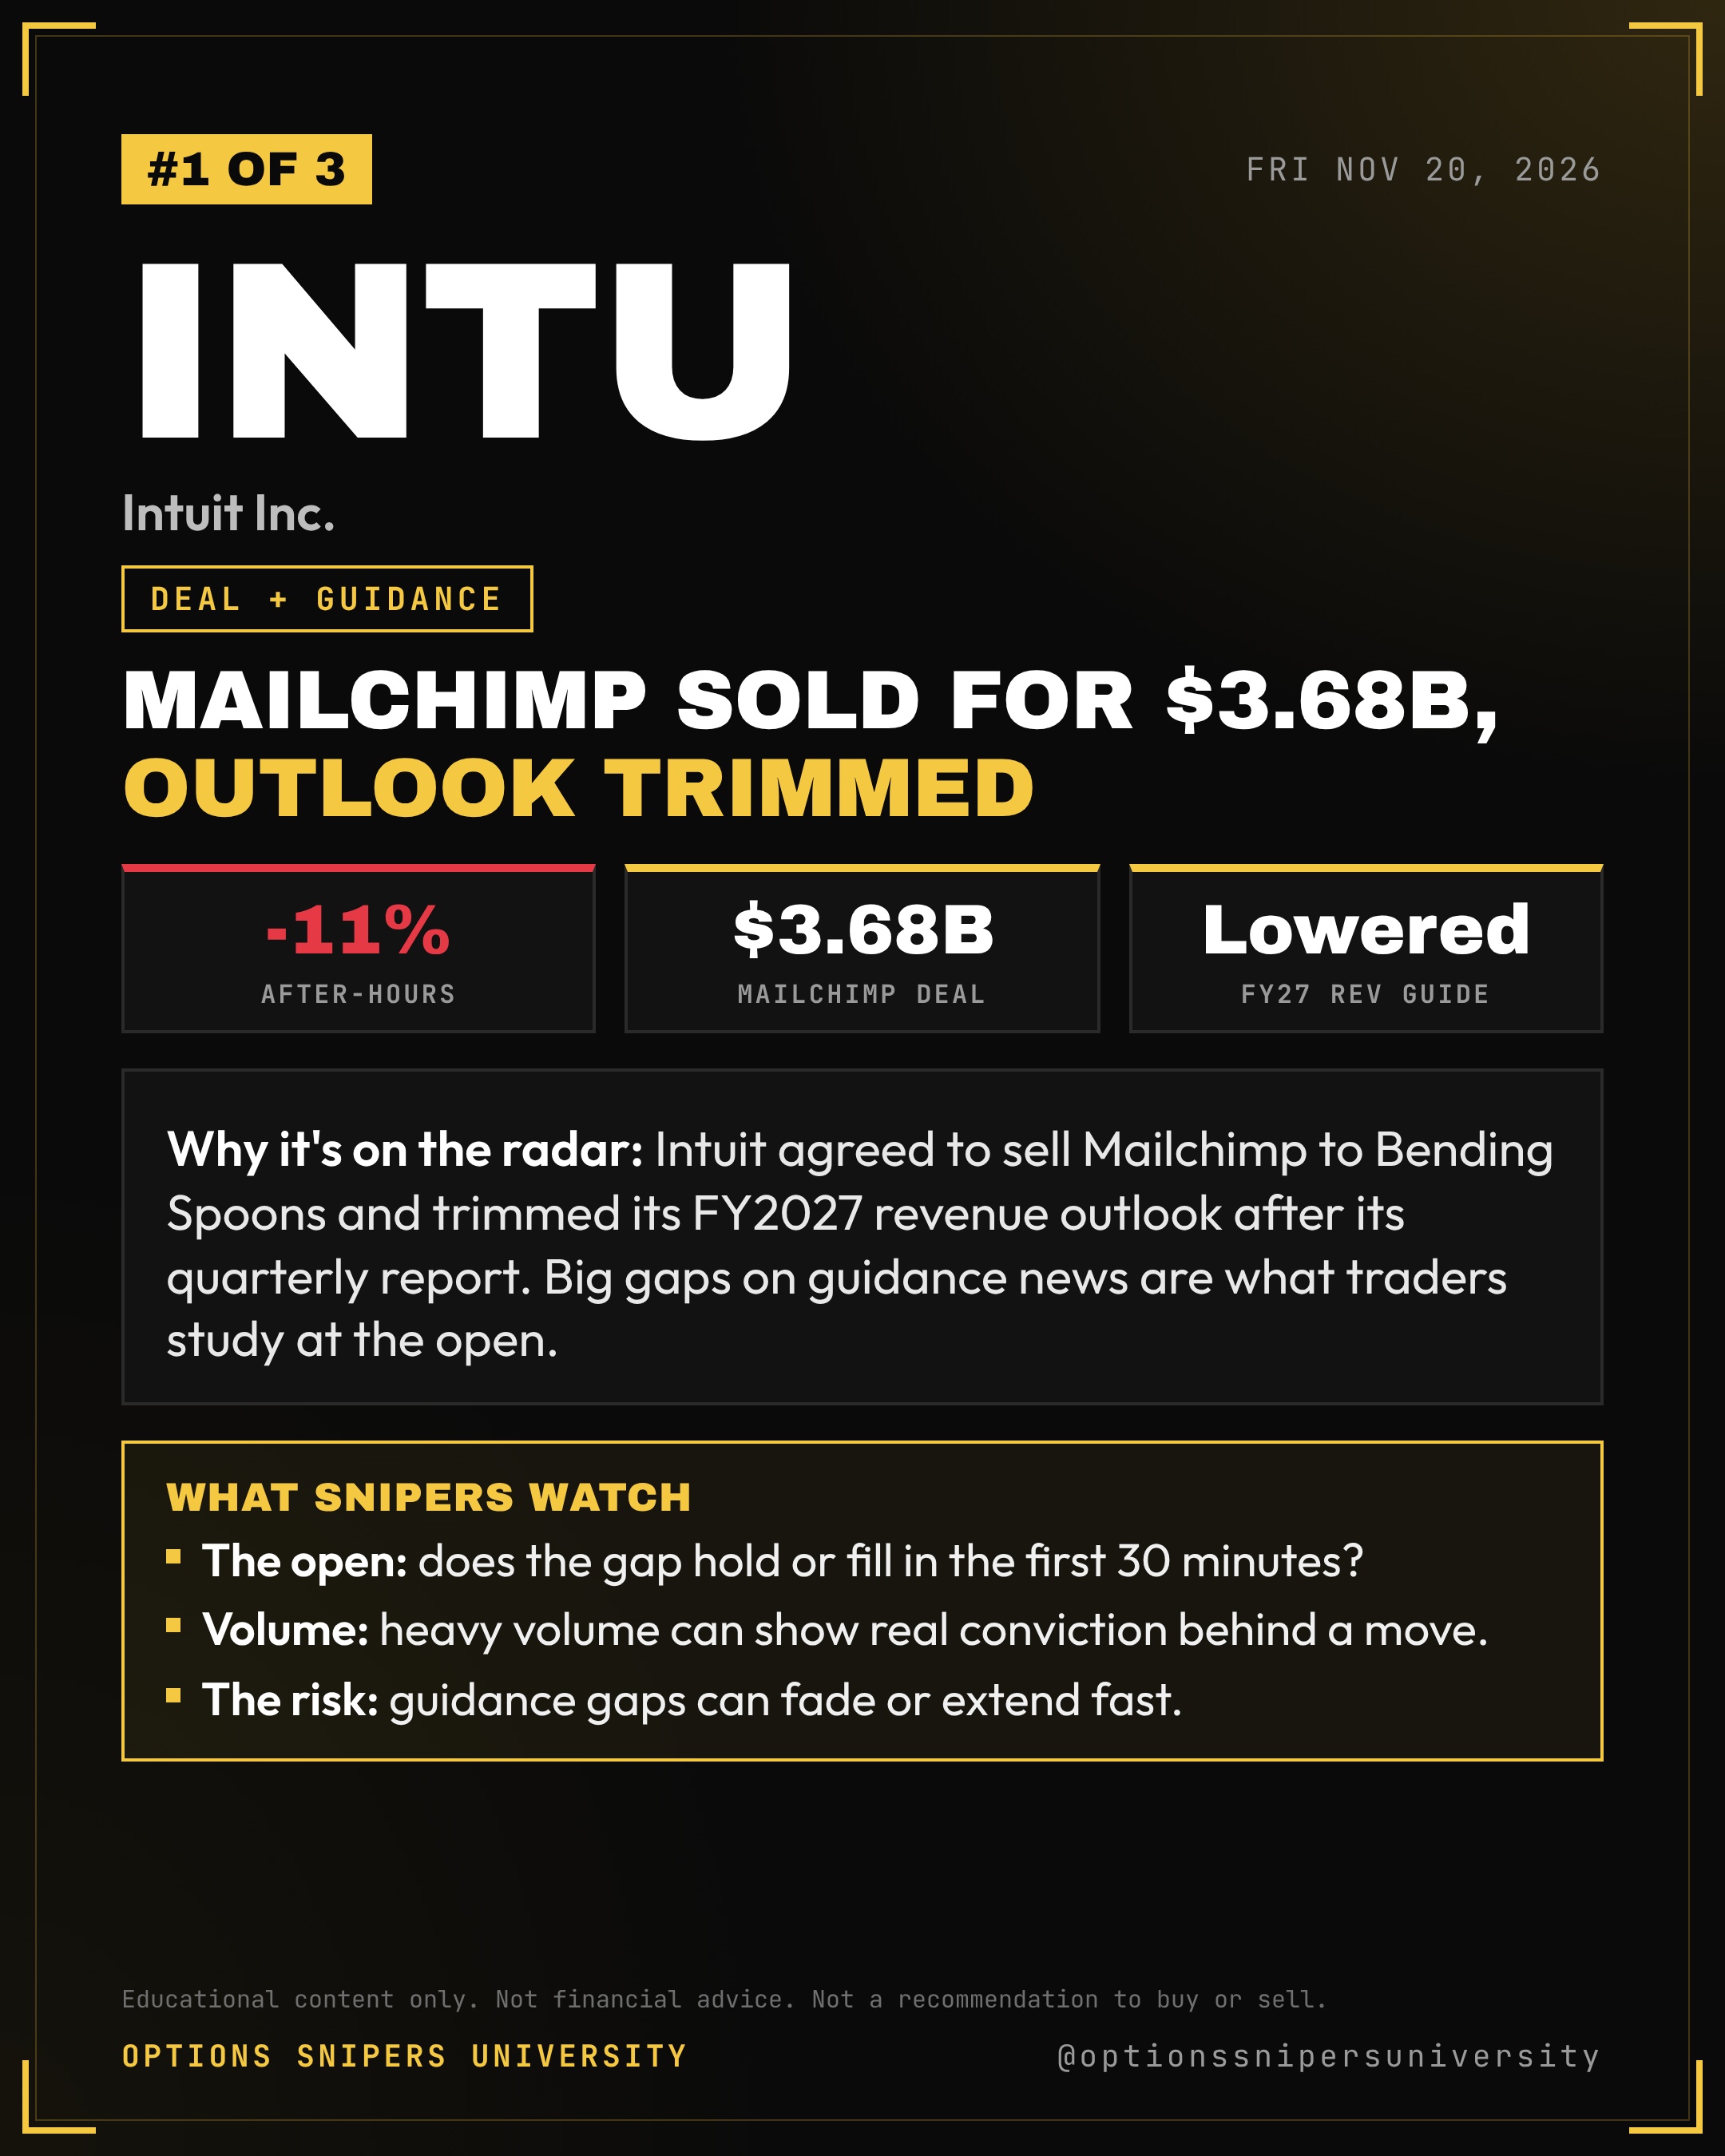 #1 OF 3
FRI NOV 20, 2026
INTU
Intuit Inc.
DEAL + GUIDANCE
MAILCHIMP SOLD FOR $3.68B,
OUTLOOK TRIMMED
-11%
AFTER-HOURS
$3.68B
MAILCHIMP DEAL
Lowered
FY27 REV GUIDE
Why it's on the radar: Intuit agreed to sell Mailchimp to Bending
Spoons and trimmed its FY2027 revenue outlook after its
quarterly report. Big gaps on guidance news are what traders
study at the open.
WHAT SNIPERS WATCH
The open: does the gap hold or fill in the first 30 minutes?
Volume: heavy volume can show real conviction behind a move.
The risk: guidance gaps can fade or extend fast.
Educational content only. Not financial advice. Not a recommendation to buy or sell.
OPTIONS SNIPERS UNIVERSITY
@optionssnipersuniversity